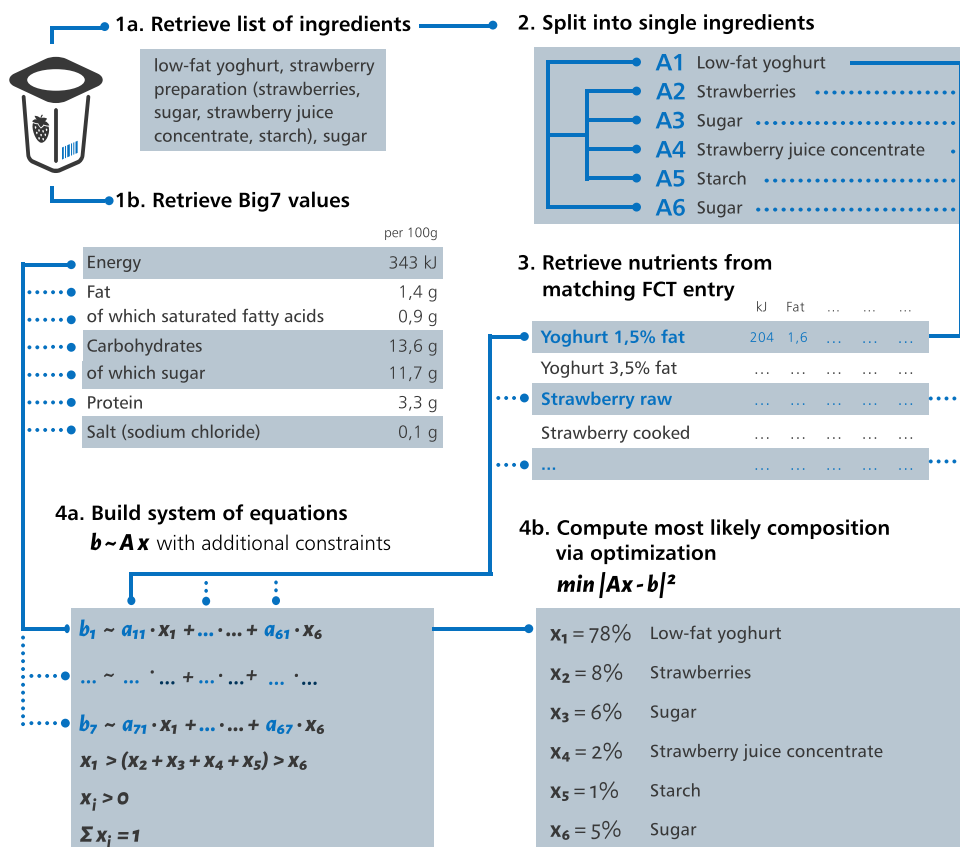 1a. Retrieve list of ingredients
low-fat yoghurt, strawberry
preparation (strawberries,
sugar, strawberry juice
concentrate, starch), sugar
1b. Retrieve Big7 values
per 100g
Energy 343 kJ
Fat 1,4 g
of which saturated fatty acids 0,9 g
Carbohydrates 13,6 g
of which sugar 11,7 g
Protein 3,3 g
Salt (sodium chloride) 0,1 g
2. Split into single ingredients
A1 Low-fat yoghurt
A2 Strawberries
A3 Sugar
A4 Strawberry juice concentrate
A5 Starch
A6 Sugar
3. Retrieve nutrients from
matching FCT entry
kJ Fat ... ... ...
Yoghurt 1,5% fat 204 1,6 ... ... ...
Yoghurt 3,5% fat ... ... ... ... ...
Strawberry raw ... ... ... ... ...
Strawberry cooked ... ... ... ... ...
... ... ... ... ... ...
4a. Build system of equations
b ~ A x with additional constraints
b₁ ~ a₁₁ · x₁ + ... · ... + a₆₁ · x₆
... ~ ... · ... + ... · ... + ... · ...
b₇ ~ a₇₁ · x₁ + ... · ... + a₆₇ · x₆
x₁ > (x₂ + x₃ + x₄ + x₅) > x₆
xᵢ > 0
Σ xᵢ = 1
4b. Compute most likely composition
via optimization
min |Ax - b|²
x₁ = 78% Low-fat yoghurt
x₂ = 8% Strawberries
x₃ = 6% Sugar
x₄ = 2% Strawberry juice concentrate
x₅ = 1% Starch
x₆ = 5% Sugar